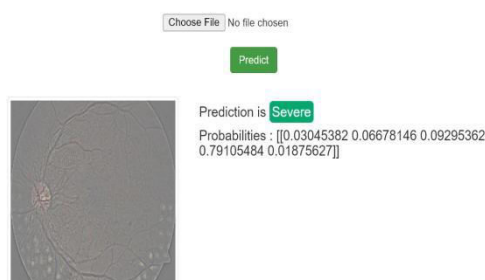 Choose File No file chosen
Predict
Prediction is Severe
Probabilities : [[0.03045382 0.06678146 0.09295362
0.79105484 0.01875627]]